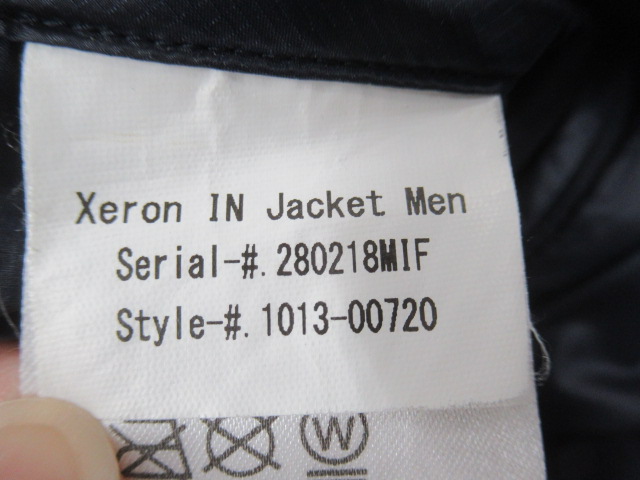 Xeron IN Jacket Men
Serial-#. 280218MIF
Style-#. 1013-00720
W